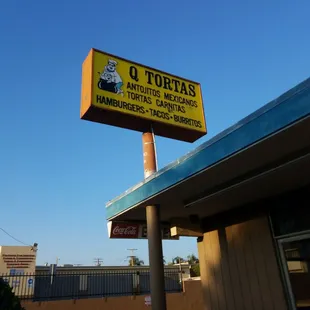 Q TORTAS
ANTOJITOS MEXICANOS
TORTAS CARNITAS
HAMBURGERS•TACOS•BURRITOS
Coca-Cola